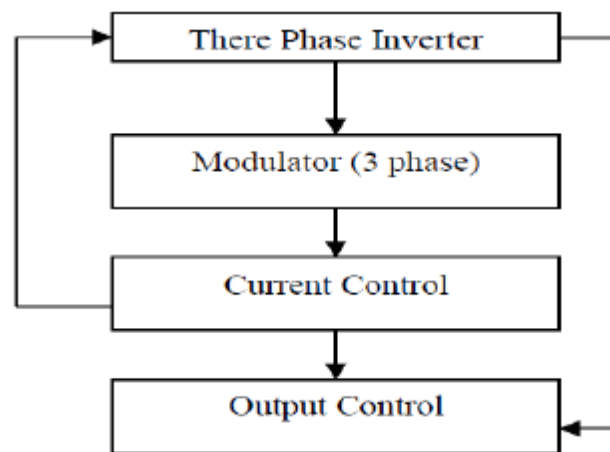 There Phase Inverter
Modulator (3 phase)
Current Control
Output Control